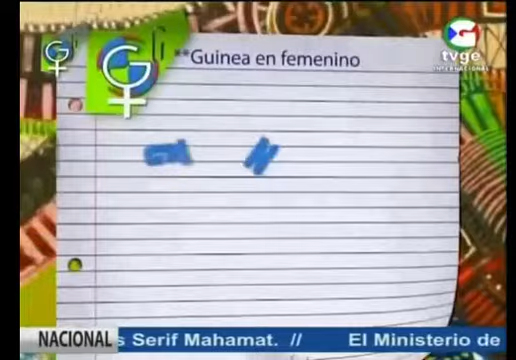 **Guinea en femenino
tvge
INTERNACIONAL
NACIONAL
s Serif Mahamat. // El Ministerio de